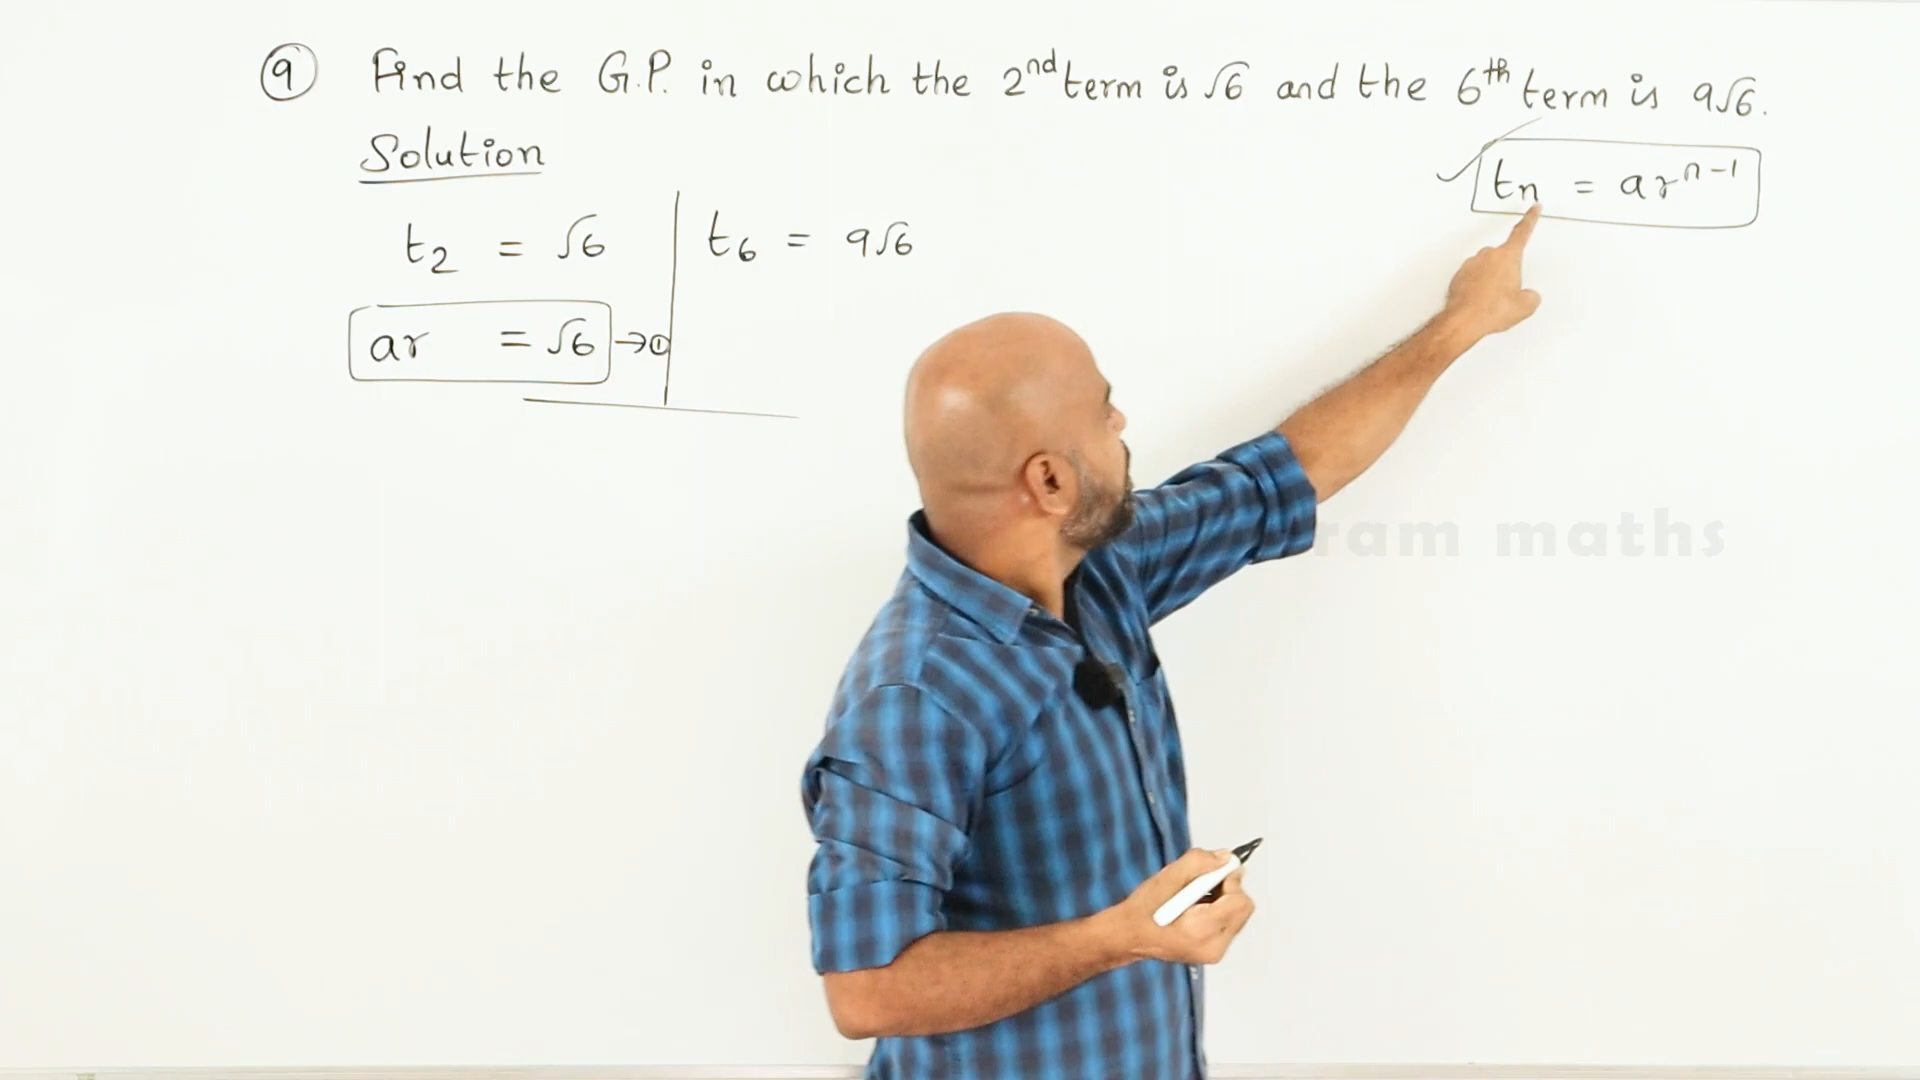 9 Find the G.P. in which the 2nd term is √6 and the 6th term is 9√6.
Solution
tn = ar^n-1
t2 = √6
t6 = 9√6
ar = √6 → 1
ram maths